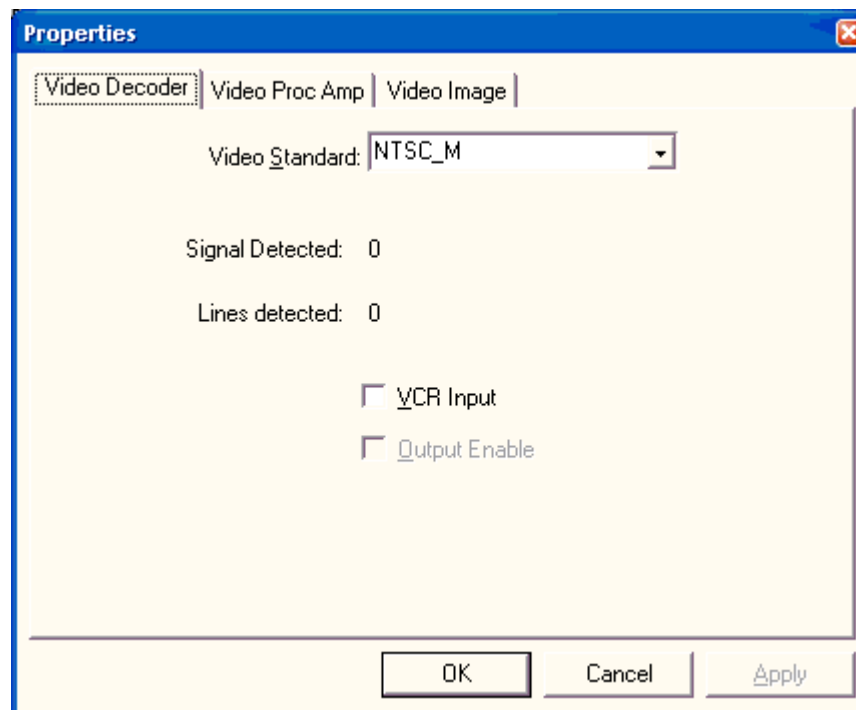 Properties
Video Decoder Video Proc Amp Video Image
Video Standard: NTSC_M
Signal Detected: 0
Lines detected: 0
VCR Input
Output Enable
OK Cancel Apply